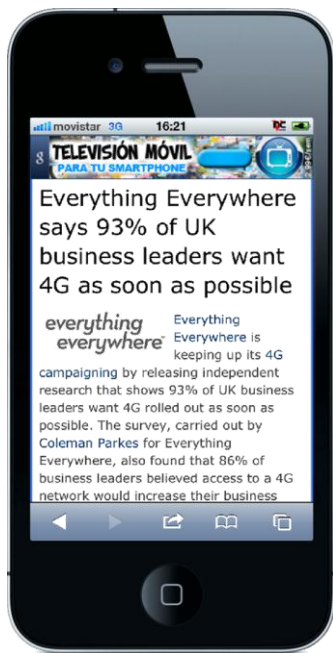 movistar 3G 16:21
TELEVISIÓN MÓVIL
PARA TU SMARTPHONE
Everything Everywhere
says 93% of UK
business leaders want
4G as soon as possible
everything
everywhere
Everything
Everywhere is
keeping up its 4G
campaigning by releasing independent
research that shows 93% of UK business
leaders want 4G rolled out as soon as
possible. The survey, carried out by
Coleman Parkes for Everything
Everywhere, also found that 86% of
business leaders believed access to a 4G
network would increase their business